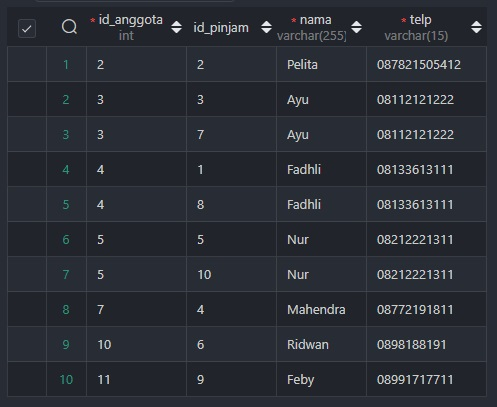 * id_anggota id_pinjam * nama * telp
int varchar(255) varchar(15)
1 2 2 Pelita 087821505412
2 3 3 Ayu 08112121222
3 3 7 Ayu 08112121222
4 4 1 Fadhli 08133613111
5 4 8 Fadhli 08133613111
6 5 5 Nur 08212221311
7 5 10 Nur 08212221311
8 7 4 Mahendra 08772191811
9 10 6 Ridwan 0898188191
10 11 9 Feby 08991717711